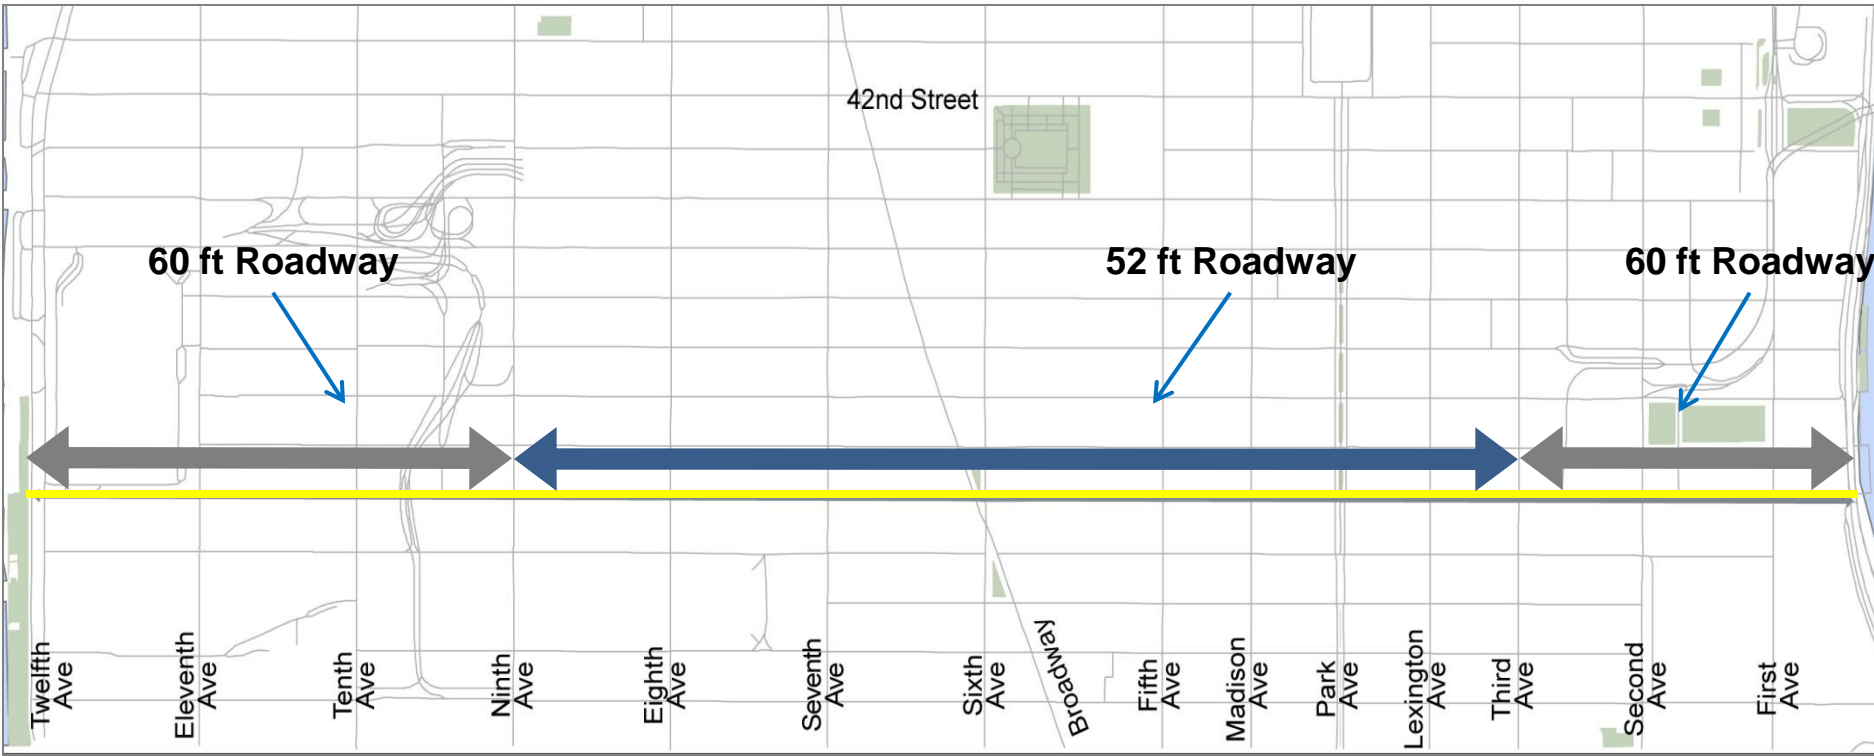 42nd Street
60 ft Roadway
52 ft Roadway
60 ft Roadway
Twelfth
Ave
Eleventh
Ave
Tenth
Ave
Ninth
Ave
Eighth
Ave
Seventh
Ave
Sixth
Ave
Broadway
Fifth
Ave
Madison
Ave
Park
Ave
Lexington
Ave
Third
Ave
Second
Ave
First
Ave